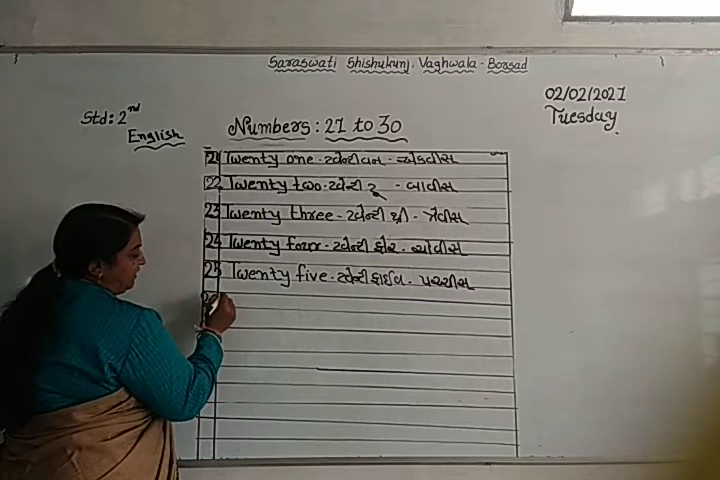 Saraswati Shishukunj. Vaghwala - Borsad
02/02/2021
Tuesday
Std: 2nd
English
Numbers: 21 to 30
21 Twenty one - ટ્વેન્ટી વન - એકવીસ
22 Twenty two - ટ્વેન્ટી ટુ - બાવીસ
23 Twenty three - ટ્વેન્ટી થ્રી - ત્રેવીસ
24 Twenty four - ટ્વેન્ટી ફોર - ચોવીસ
25 Twenty five - ટ્વેન્ટી ફાઈવ - પચ્ચીસ